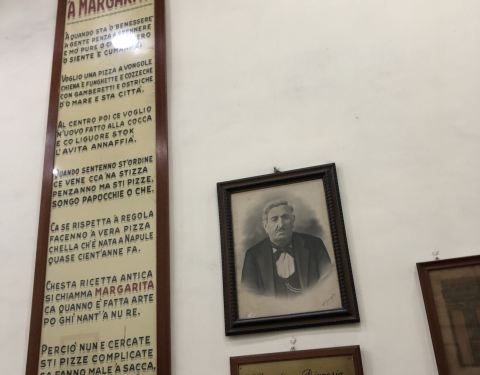 'A MARGARITA
A QUANDO STA O'BENESSERE
A GENTE PENZA A SPENNERE
E MO' PURE O
O SIENTE E CUMANNA'.
VOGLIO UNA PIZZA A VONGOLE
CHIENA E FUNGHETTE E COZZECHE
CON GAMBERETTI E OSTRICHE
D'O MARE E STA CITTÀ.
AL CENTRO POI CE VOGLIO
N'UOVO FATTO ALLA COCCA
E CO LIQUORE STOK
L'AVITA ANNAFFIÀ.
QUANDO SENTENNO ST'ORDINE
CE VENE CCA NA STIZZA
PENZANNO MA STI PIZZE,
SONGO PAPOCCHIE O CHE.
CA SE RISPETTA A REGOLA
FACENNO A VERA PIZZA
CHELLA CH'È NATA A NAPULE
QUASE CIENT'ANNE FA.
CHESTA RICETTA ANTICA
SI CHIAMMA MARGARITA
CA QUANNO È FATTA ARTE
PO GHÌ NANT'A NU RE.
PERCIÒ NUN E CERCATE
STI PIZZE COMPLICATE
CA FANNO MALE A SACCA,